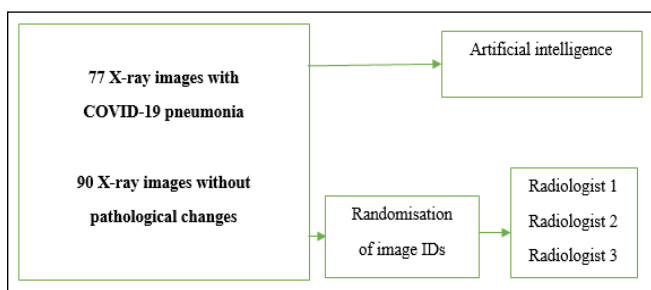 77 X-ray images with
COVID-19 pneumonia
90 X-ray images without
pathological changes
Artificial intelligence
Randomisation
of image IDs
Radiologist 1
Radiologist 2
Radiologist 3